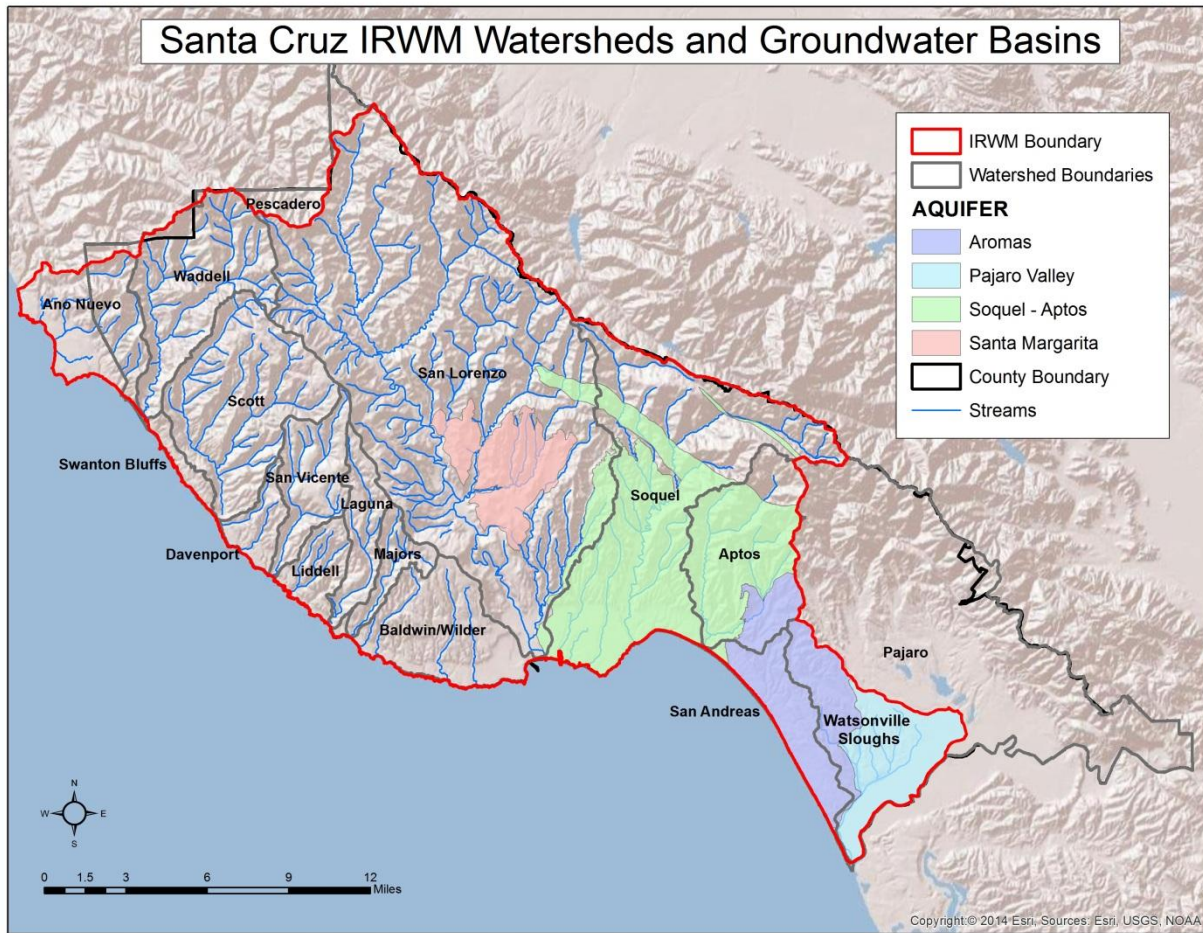 Santa Cruz IRWM Watersheds and Groundwater Basins
IRWM Boundary
Watershed Boundaries
AQUIFER
Aromas
Pajaro Valley
Soquel - Aptos
Santa Margarita
County Boundary
Streams
Pescadero
Waddell
Año Nuevo
San Lorenzo
Scott
Swanton Bluffs
San Vicente
Laguna
Soquel
Davenport
Majors
Aptos
Liddell
Baldwin/Wilder
Pajaro
San Andreas
Watsonville
Sloughs
N
W E
S
0 1.5 3 6 9 12
Miles
Copyright:© 2014 Esri, Sources: Esri, USGS, NOAA